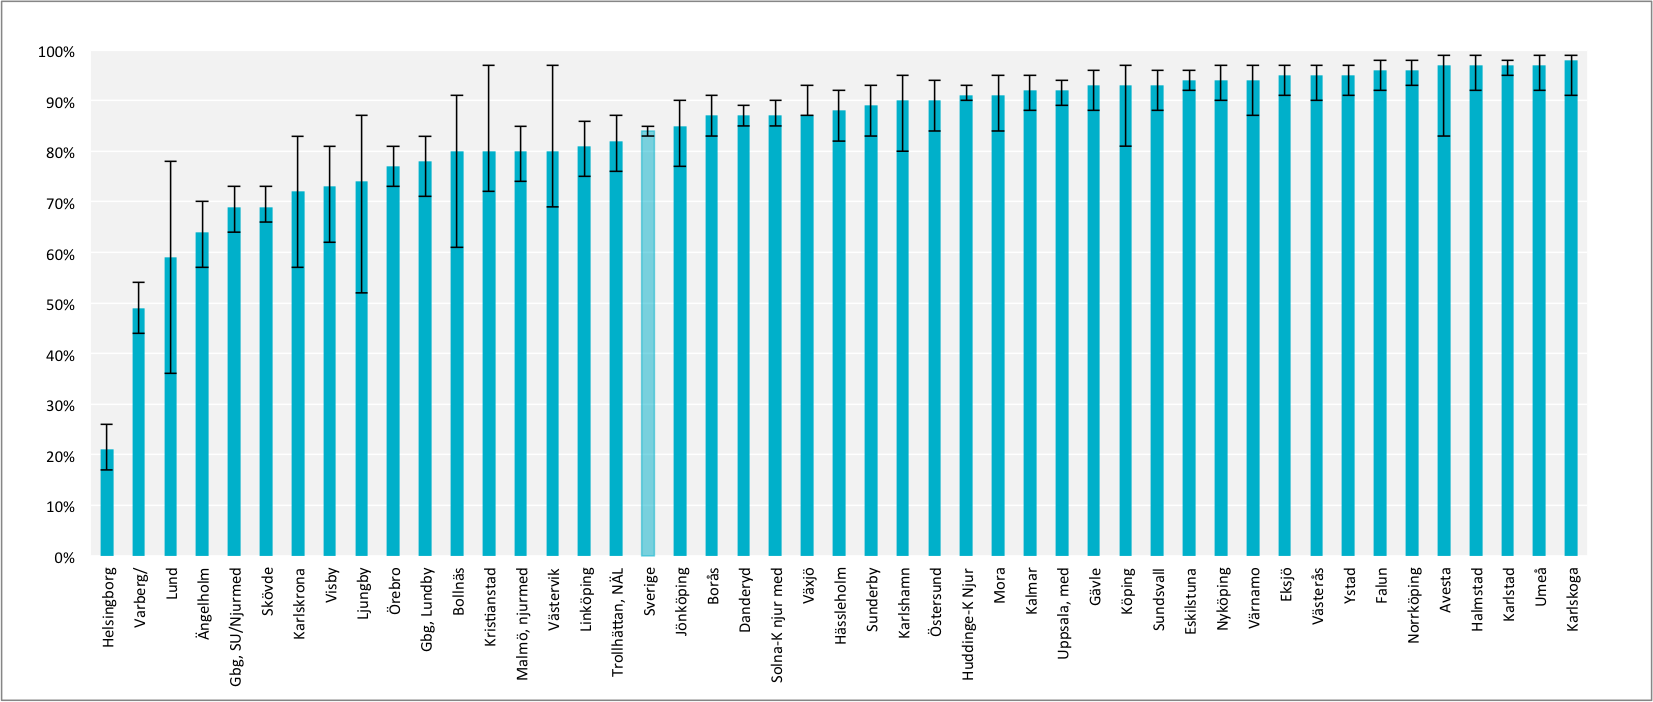 100%
90%
80%
70%
60%
50%
40%
30%
20%
10%
0%
Helsingborg
Varberg/
Lund
Ängelholm
Gbg, SU/Njurmed
Skövde
Karlskrona
Visby
Ljungby
Örebro
Gbg, Lundby
Bollnäs
Kristianstad
Malmö, njurmed
Västervik
Linköping
Trollhättan, NÄL
Sverige
Jönköping
Borås
Danderyd
Solna-K njur med
Växjö
Hässleholm
Sunderby
Karlshamn
Östersund
Huddinge-K Njur
Mora
Kalmar
Uppsala, med
Gävle
Köping
Sundsvall
Eskilstuna
Nyköping
Värnamo
Eksjö
Västerås
Ystad
Falun
Norrköping
Avesta
Halmstad
Karlstad
Umeå
Karlskoga